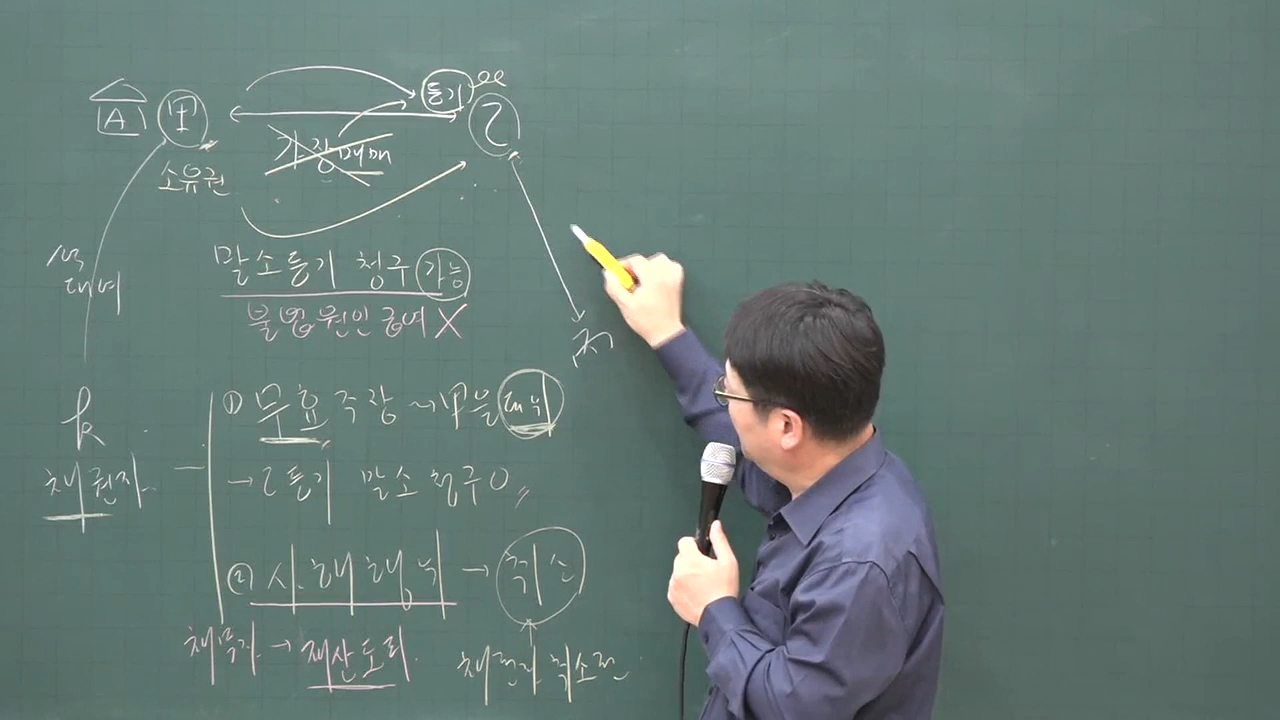 A 甲 등기 乙
가장매매
소유권
대여
말소등기 청구 가능
불법원인급여 X
丙
k
채권자
① 무효주장 → 甲을 대위
→ 乙등기 말소청구 O
② 사해행위 → 취소
채무자 → 재산도피
채권자취소권